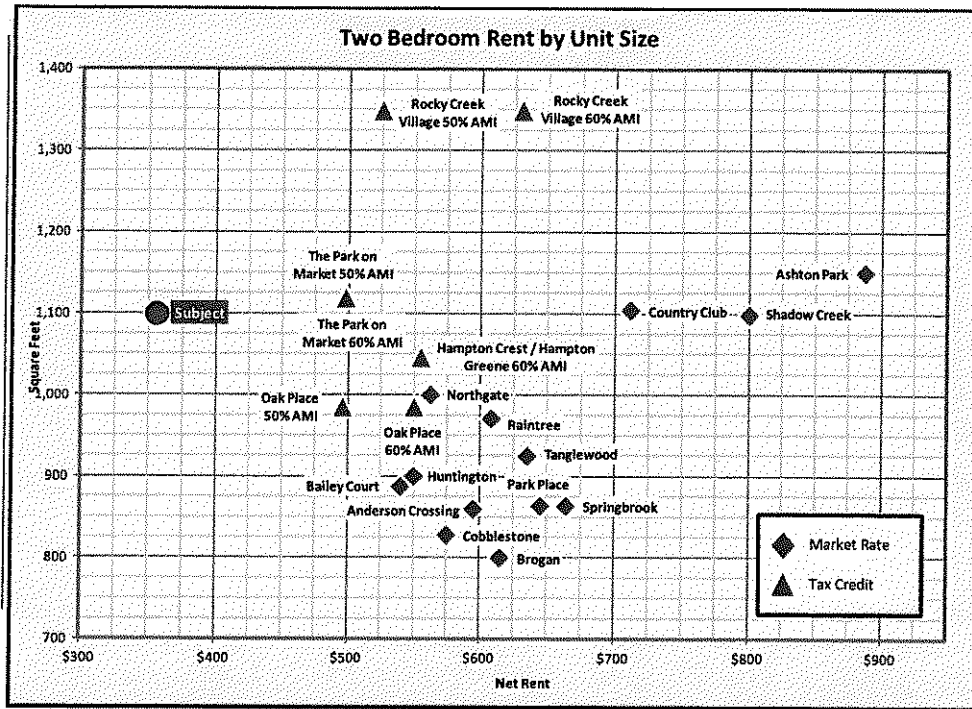 Two Bedroom Rent by Unit Size
1,400
1,300
1,200
1,100
1,000
900
800
700
Square Feet
Rocky Creek
Village 50% AMI
Rocky Creek
Village 60% AMI
The Park on
Market 50% AMI
Ashton Park
Subject
Country Club
Shadow Creek
The Park on
Market 60% AMI
Hampton Crest / Hampton
Greene 60% AMI
Northgate
Oak Place
50% AMI
Raintree
Oak Place
60% AMI
Tanglewood
Huntington
Park Place
Bailey Court
Anderson Crossing
Springbrook
Cobblestone
Brogan
Market Rate
Tax Credit
$300
$400
$500
$600
$700
$800
$900
Net Rent